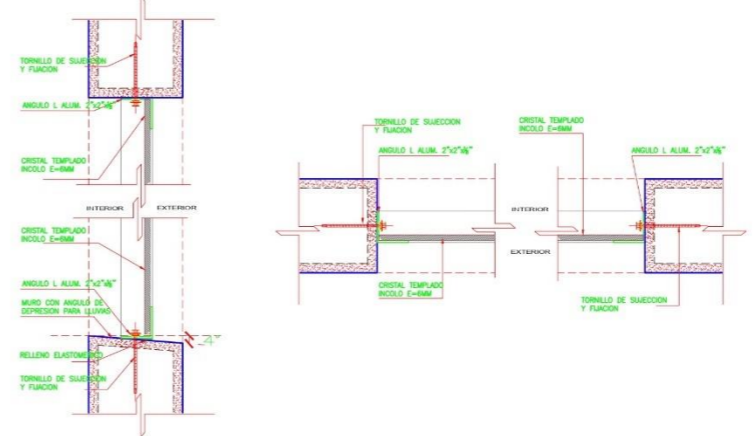 TORNILLO DE SUJECCION
Y FIJACION
ANGULO L ALUM. 2"x2"x⅛"
CRISTAL TEMPLADO
INCOLO E=6MM
INTERIOR
EXTERIOR
CRISTAL TEMPLADO
INCOLO E=6MM
ANGULO L ALUM. 2"x2"x⅛"
MURO CON ANGULO DE
DEPRESION PARA LLUVIAS
4°
RELLENO ELASTOMERICO
TORNILLO DE SUJECCION
Y FIJACION
TORNILLO DE SUJECCION
Y FIJACION
CRISTAL TEMPLADO
INCOLO E=6MM
ANGULO L ALUM. 2"x2"x⅛"
ANGULO L ALUM. 2"x2"x⅛"
INTERIOR
EXTERIOR
CRISTAL TEMPLADO
INCOLO E=6MM
TORNILLO DE SUJECCION
Y FIJACION